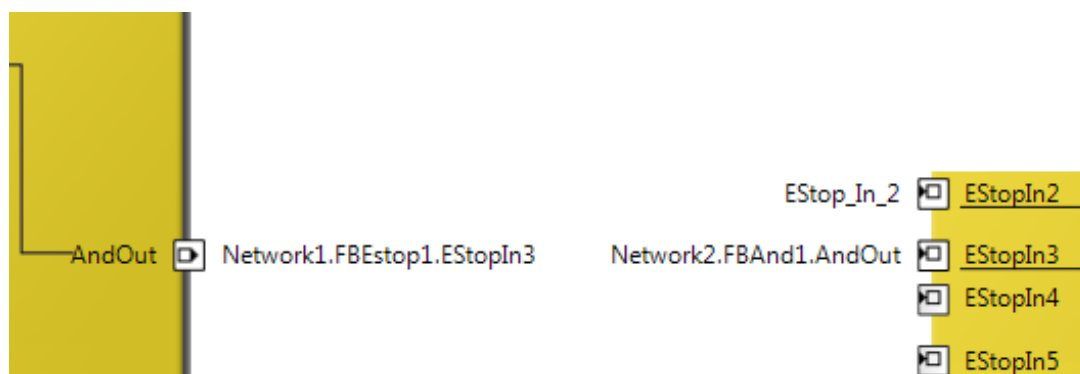 EStop_In_2 EStopIn2
AndOut Network1.FBEstop1.EStopIn3 Network2.FBAnd1.AndOut EStopIn3
EStopIn4
EStopIn5